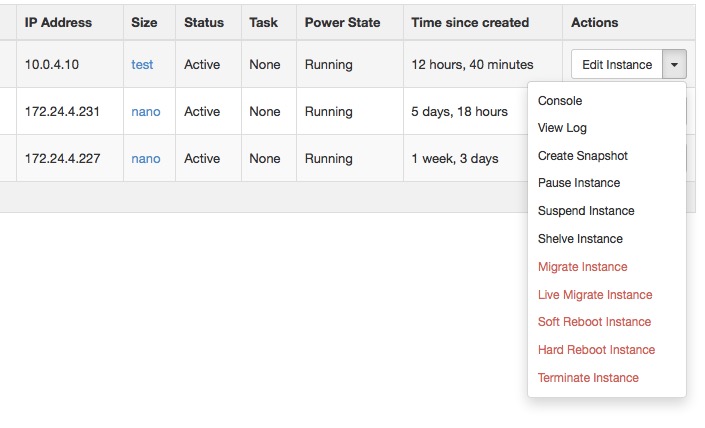 IP Address Size Status Task Power State Time since created Actions
10.0.4.10 test Active None Running 12 hours, 40 minutes Edit Instance
172.24.4.231 nano Active None Running 5 days, 18 hours
172.24.4.227 nano Active None Running 1 week, 3 days
Console
View Log
Create Snapshot
Pause Instance
Suspend Instance
Shelve Instance
Migrate Instance
Live Migrate Instance
Soft Reboot Instance
Hard Reboot Instance
Terminate Instance